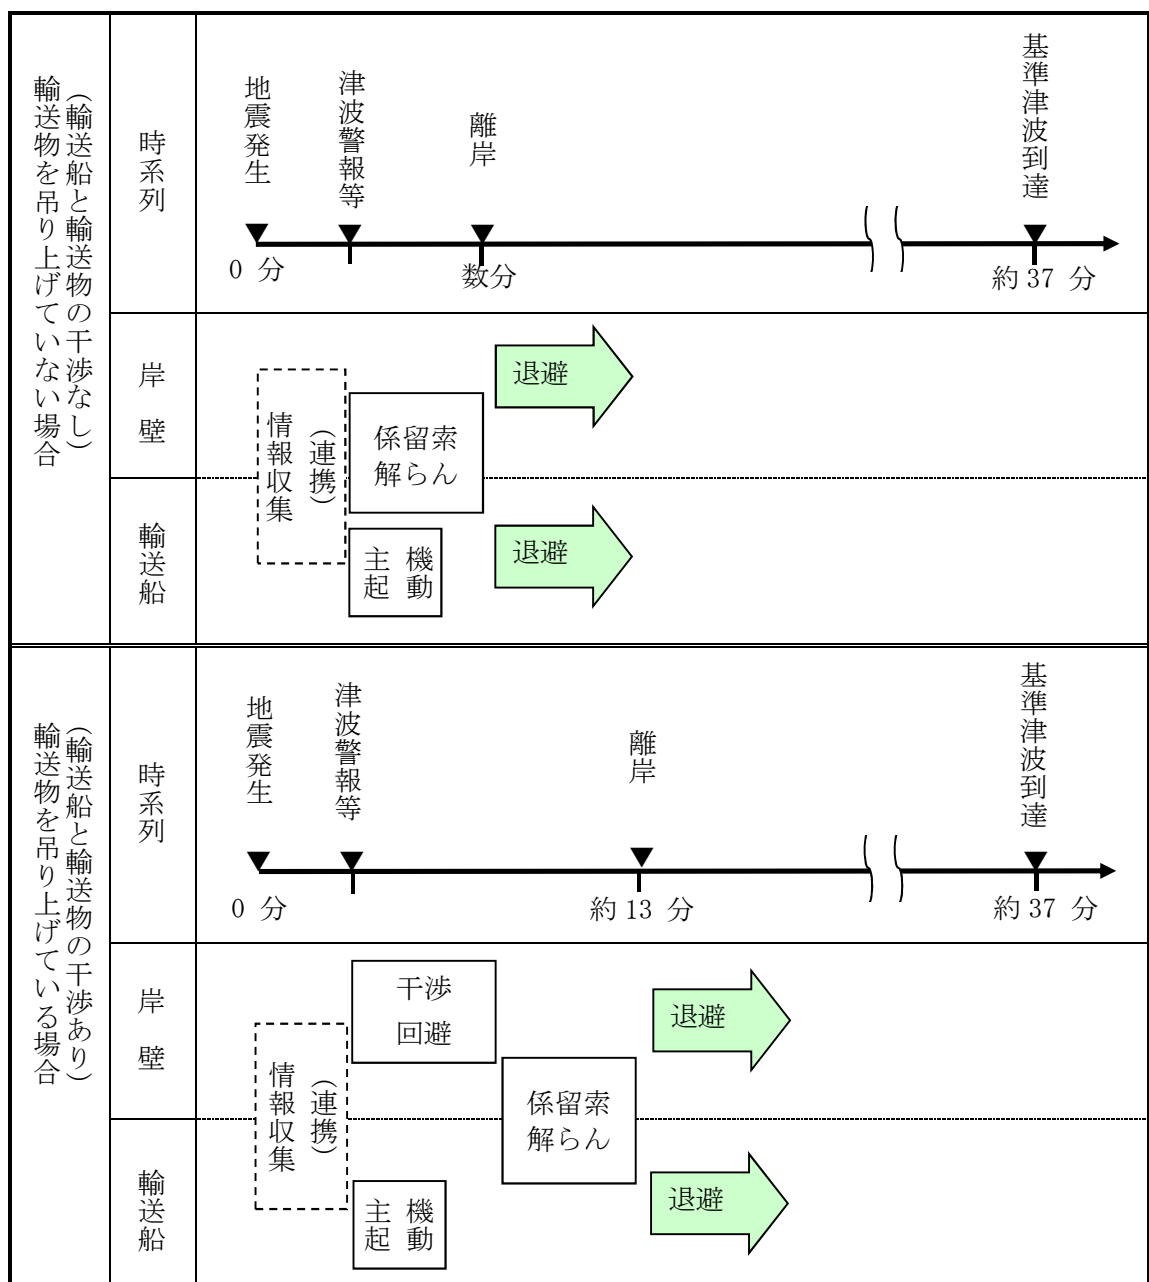 輸送物を吊り上げていない場合
（輸送船と輸送物の干渉なし）
時系列
地震発生
津波警報等
離岸
基準津波到達
0 分
数分
約37 分
岸壁
情報収集
（連携）
係留索
解らん
退避
輸送船
主機
起動
退避
輸送物を吊り上げている場合
（輸送船と輸送物の干渉あり）
時系列
地震発生
津波警報等
離岸
基準津波到達
0 分
約13 分
約37 分
岸壁
干渉
回避
退避
情報収集
（連携）
係留索
解らん
輸送船
主機
起動
退避